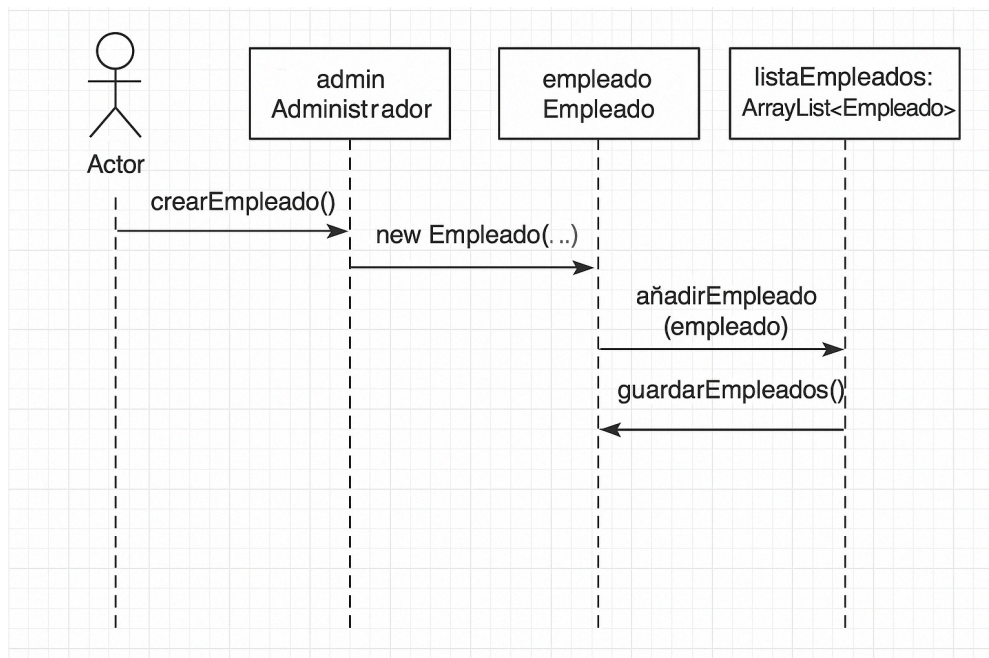 admin
Administrador
empleado
Empleado
listaEmpleados:
ArrayList<Empleado>
Actor
crearEmpleado()
new Empleado(...)
añadirEmpleado
(empleado)
guardarEmpleados()